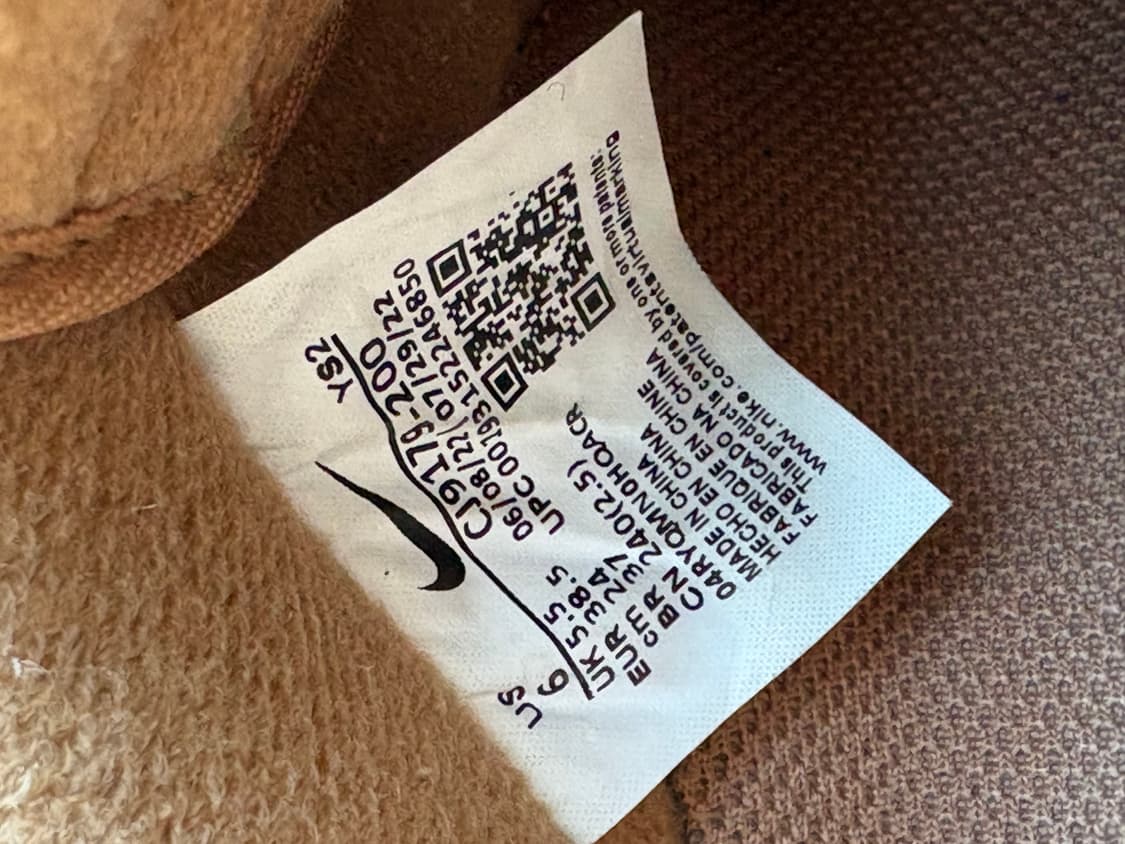 US
6
YS2
UK 5.5
CJ9179-200
EUR 38.5
06/08/22 07/29/22
cm 24
UPC 00193152246850
BR 37
CN 240(2.5)
04RYQMN0HQACR
MADE IN CHINA
HECHO EN CHINA
FABRIQUE EN CHINE
FABRICADO NA CHINA
This product is covered by one or more patents:
www.nike.com/patentsvirtualmarking